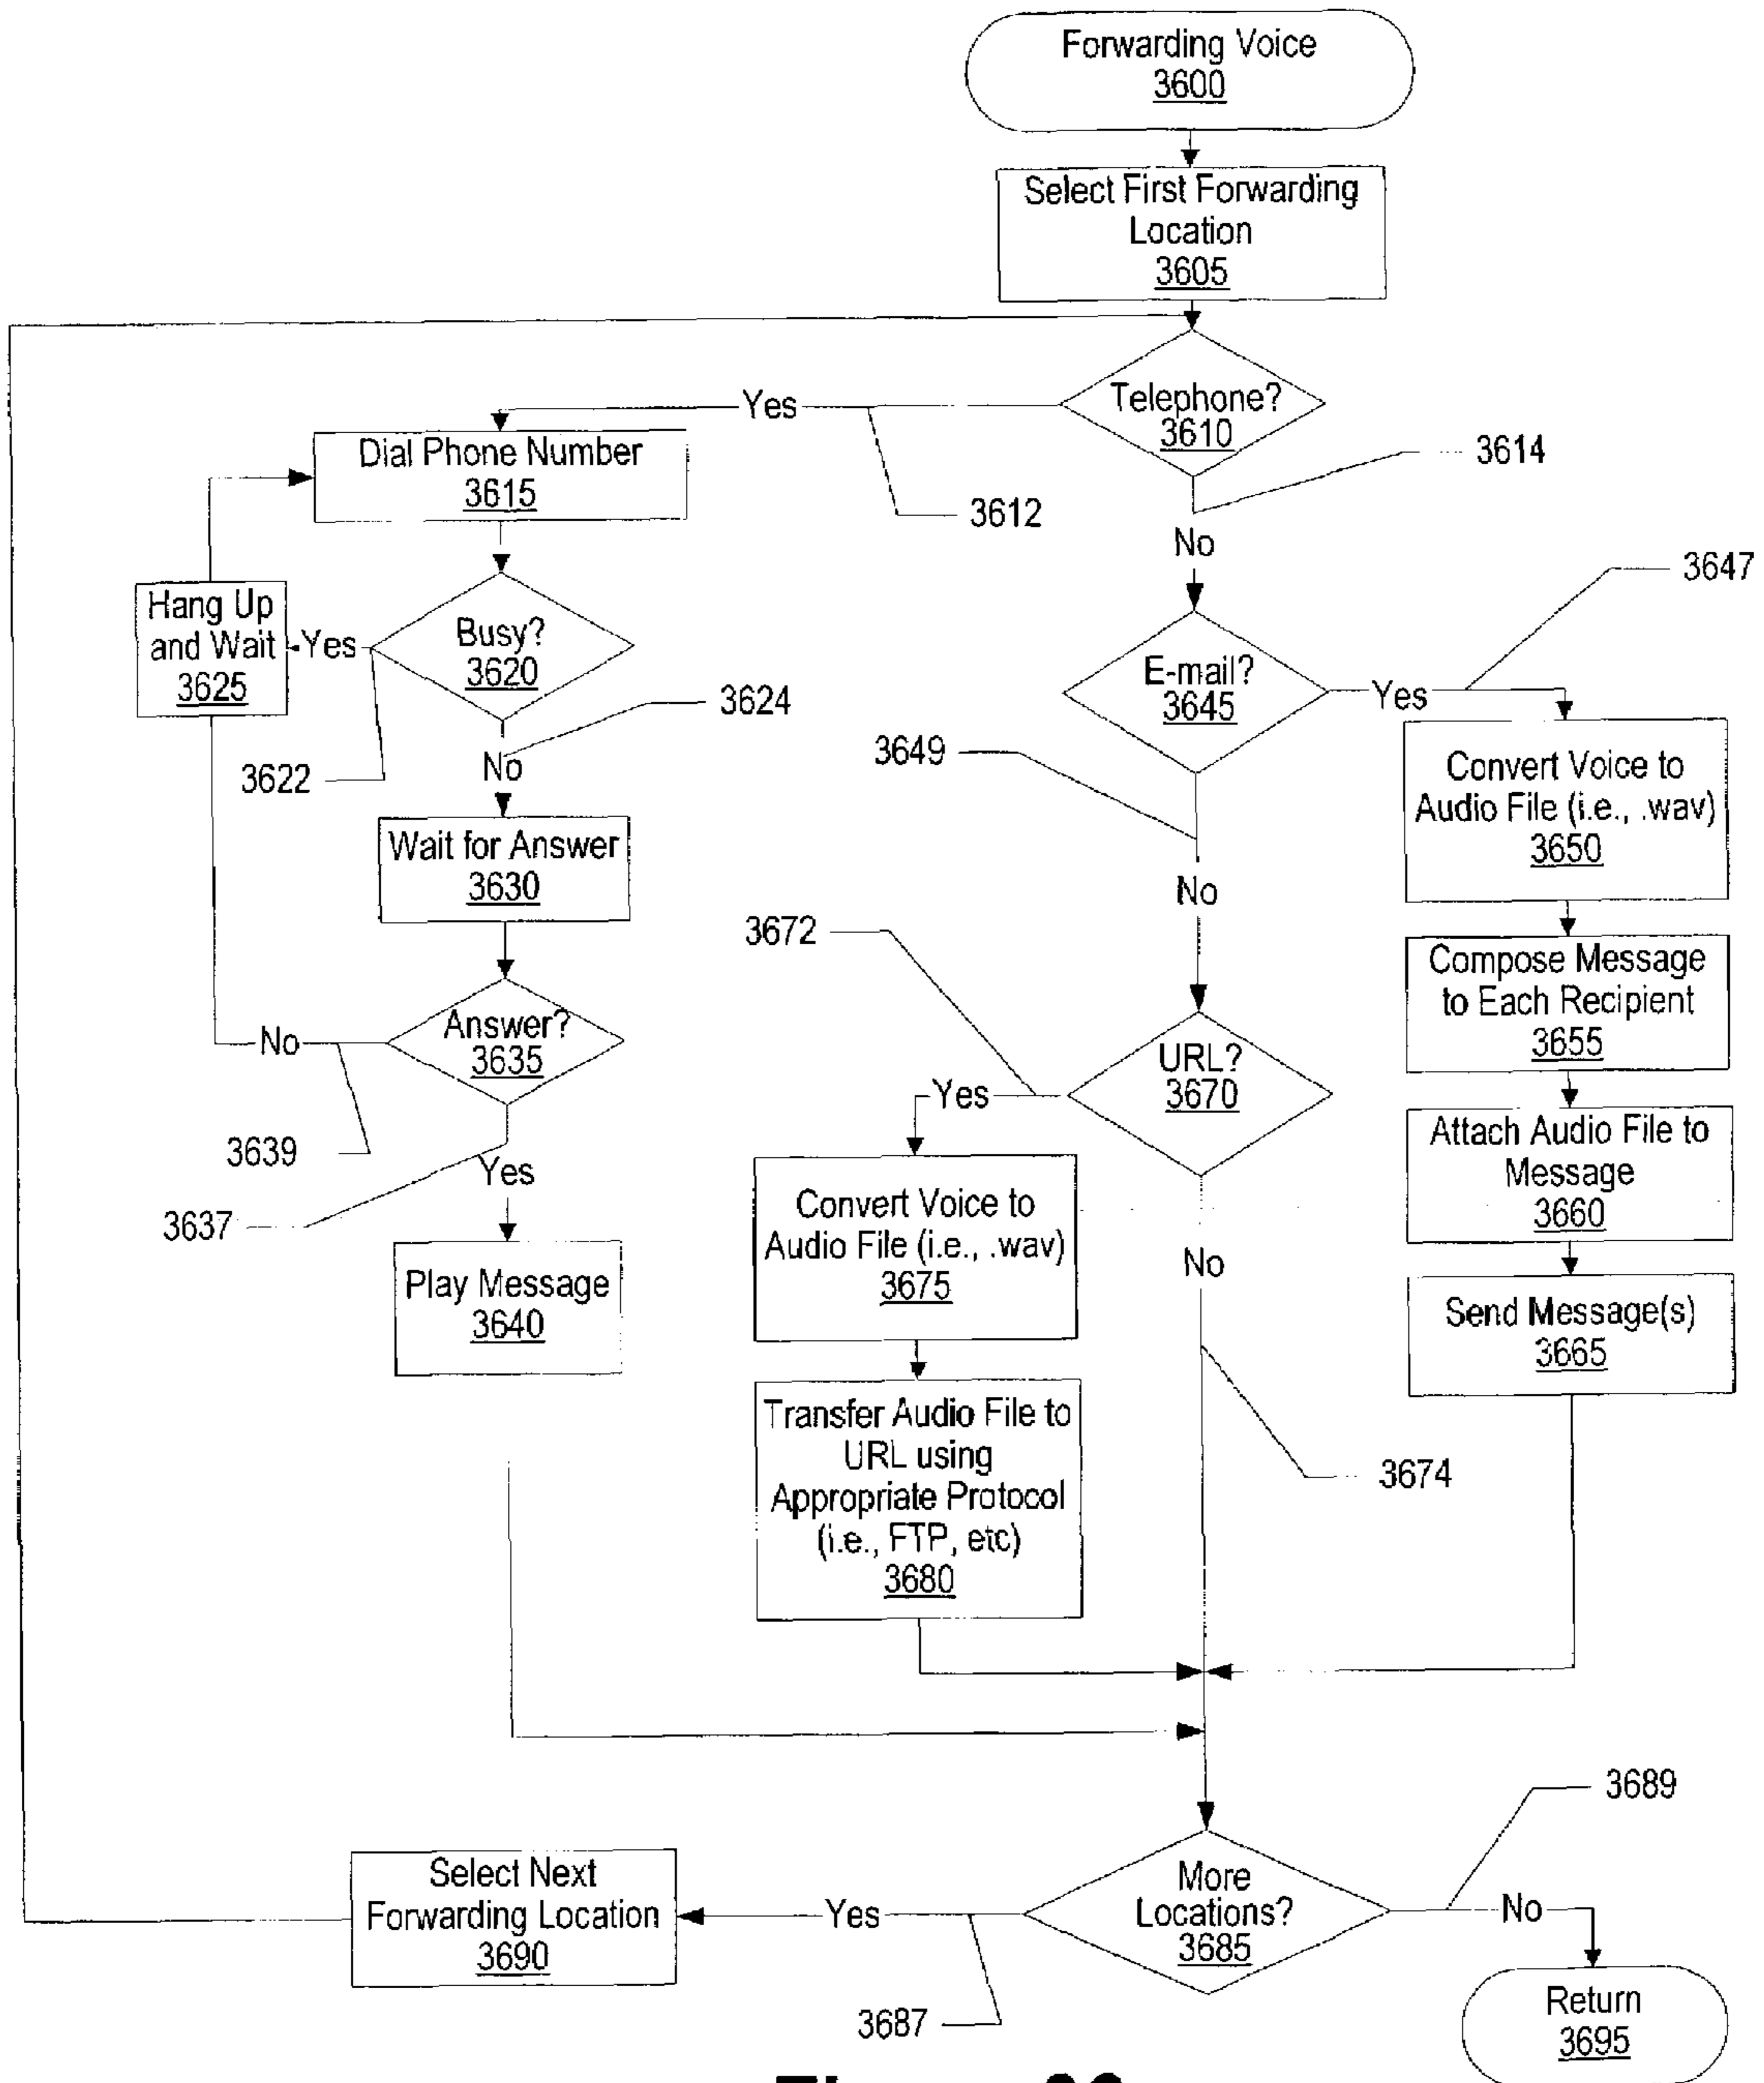 Forwarding Voice
3600
Select First Forwarding
Location
3605
Telephone?
3610
Yes
3612
3614
No
Dial Phone Number
3615
Busy?
3620
Yes
Hang Up
and Wait
3625
3622
3624
No
Wait for Answer
3630
Answer?
3635
No
3639
3637
Yes
Play Message
3640
E-mail?
3645
Yes
3647
3649
No
Convert Voice to
Audio File (i.e., .wav)
3650
Compose Message
to Each Recipient
3655
Attach Audio File to
Message
3660
Send Message(s)
3665
URL?
3670
3672
Yes
No
3674
Convert Voice to
Audio File (i.e., .wav)
3675
Transfer Audio File to
URL using
Appropriate Protocol
(i.e., FTP, etc)
3680
More
Locations?
3685
Yes
3687
3689
No
Select Next
Forwarding Location
3690
Return
3695